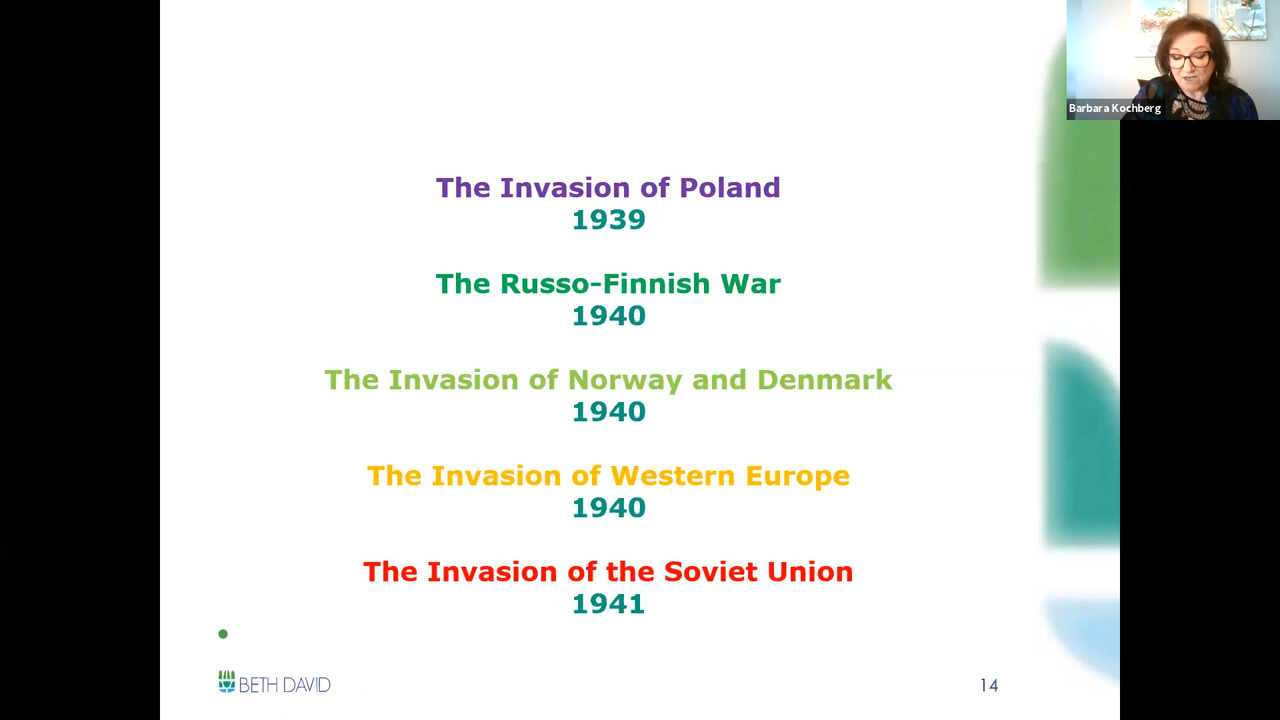 Barbara Kochberg
The Invasion of Poland
1939
The Russo-Finnish War
1940
The Invasion of Norway and Denmark
1940
The Invasion of Western Europe
1940
The Invasion of the Soviet Union
1941
BETH DAVID
14